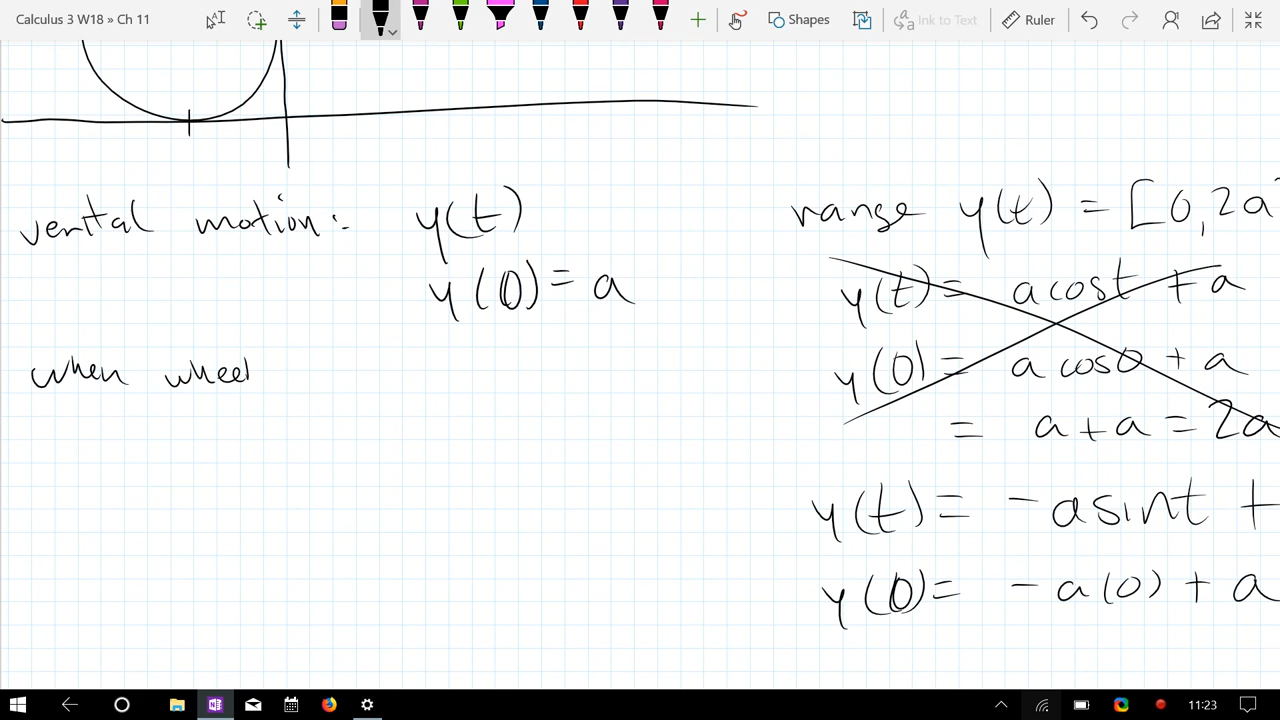 Calculus 3 W18 » Ch 11
Shapes
Ink to Text
Ruler
vertial motion: y(t)
y(0) = a
when wheel
range y(t) = [0, 2a]
y(t) = a cos t + a
y(0) = a cos 0 + a
= a + a = 2a
y(t) = - a sin t +
y(0) = - a (0) + a
11:23